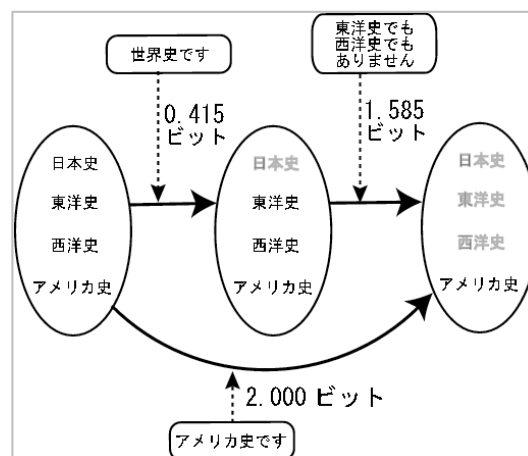 世界史です
東洋史でも
西洋史でも
ありません
0.415
ビット
1.585
ビット
日本史
東洋史
西洋史
アメリカ史
日本史
東洋史
西洋史
アメリカ史
日本史
東洋史
西洋史
アメリカ史
2.000 ビット
アメリカ史です